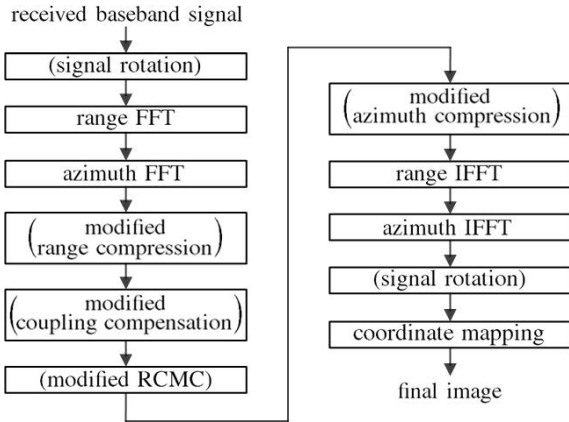 received baseband signal
(signal rotation)
range FFT
azimuth FFT
(modified
range compression)
(modified
coupling compensation)
(modified RCMC)
(modified
azimuth compression)
range IFFT
azimuth IFFT
(signal rotation)
coordinate mapping
final image